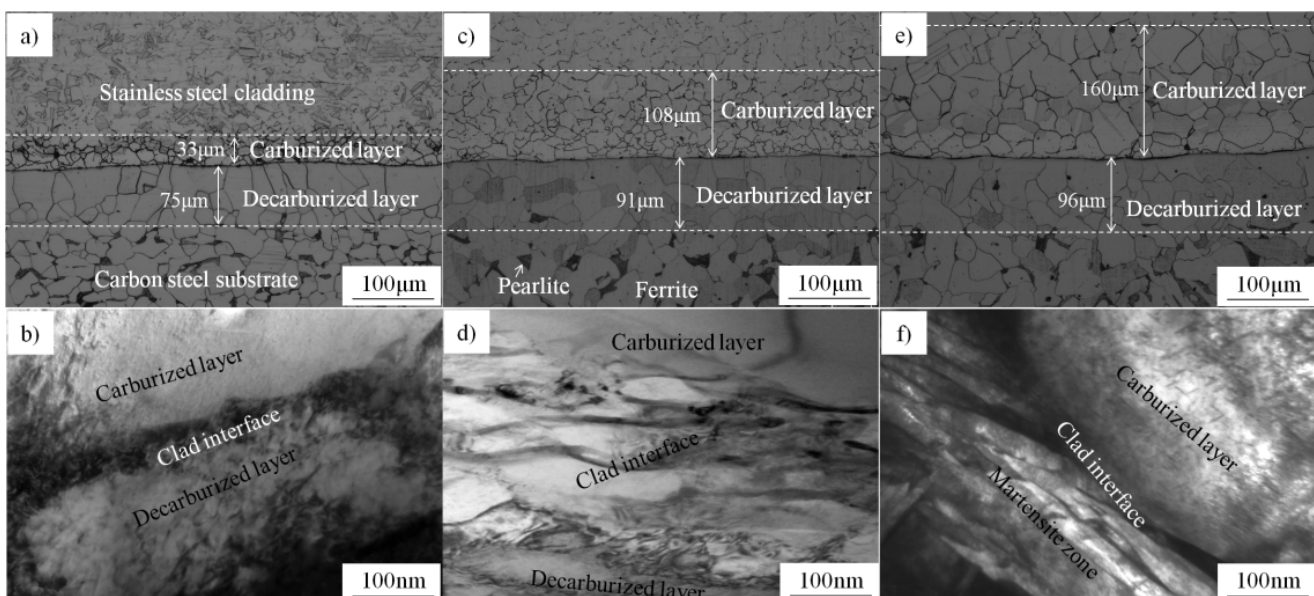 a)
Stainless steel cladding
33μm
Carburized layer
75μm
Decarburized layer
Carbon steel substrate
100μm
c)
108μm
Carburized layer
91μm
Decarburized layer
Pearlite
Ferrite
100μm
e)
160μm
Carburized layer
96μm
Decarburized layer
100μm
b)
Carburized layer
Clad interface
Decarburized layer
100nm
d)
Carburized layer
Clad interface
Decarburized layer
100nm
f)
Carburized layer
Clad interface
Martensite zone
100nm